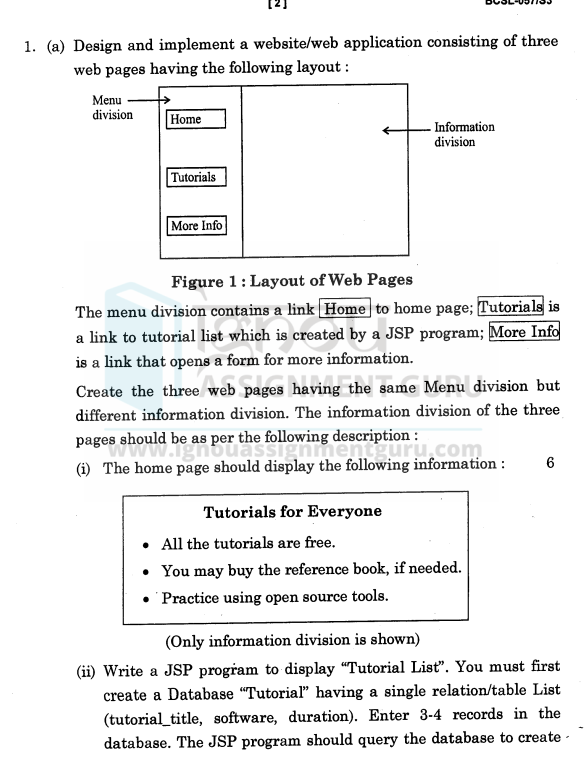 [ 2 ]
BCSL-057/S3
1. (a) Design and implement a website/web application consisting of three
web pages having the following layout :
Menu
division
Home
Tutorials
More Info
Information
division
Figure 1 : Layout of Web Pages
The menu division contains a link Home to home page; Tutorials is
a link to tutorial list which is created by a JSP program; More Info
is a link that opens a form for more information.
Create the three web pages having the same Menu division but
different information division. The information division of the three
pages should be as per the following description :
(i) The home page should display the following information : 6
Tutorials for Everyone
• All the tutorials are free.
• You may buy the reference book, if needed.
• Practice using open source tools.
(Only information division is shown)
(ii) Write a JSP program to display “Tutorial List”. You must first
create a Database “Tutorial” having a single relation/table List
(tutorial_title, software, duration). Enter 3-4 records in the
database. The JSP program should query the database to create
ignou
ASSIGNMENT GURU
www.ignouassignmentguru.com